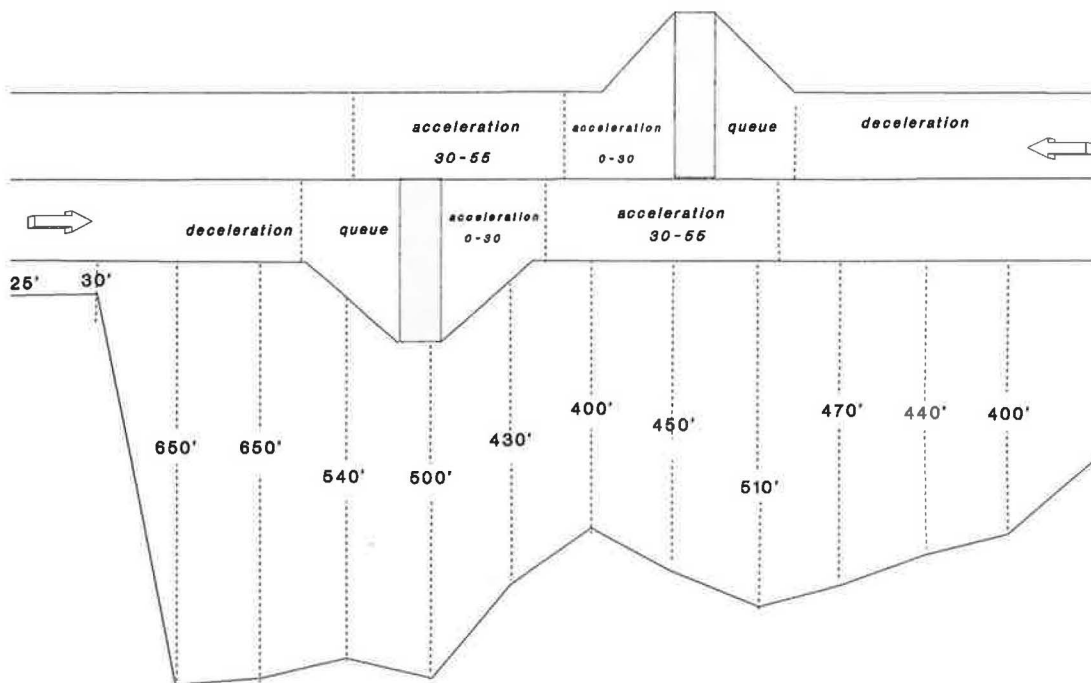 acceleration
30-55
acceleration
0-30
queue
deceleration
deceleration
queue
acceleration
0-30
acceleration
30-55
25'
30'
650'
650'
540'
500'
430'
400'
450'
510'
470'
440'
400'